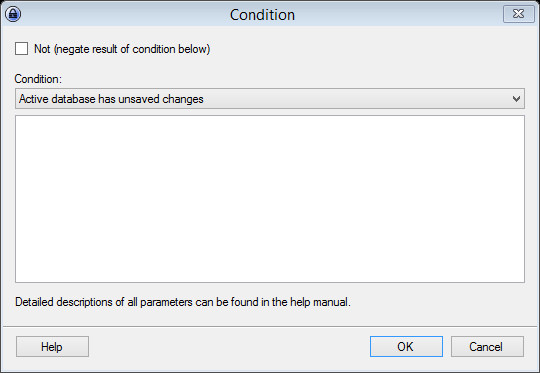 Condition
Not (negate result of condition below)
Condition:
Active database has unsaved changes
Detailed descriptions of all parameters can be found in the help manual.
Help
OK
Cancel